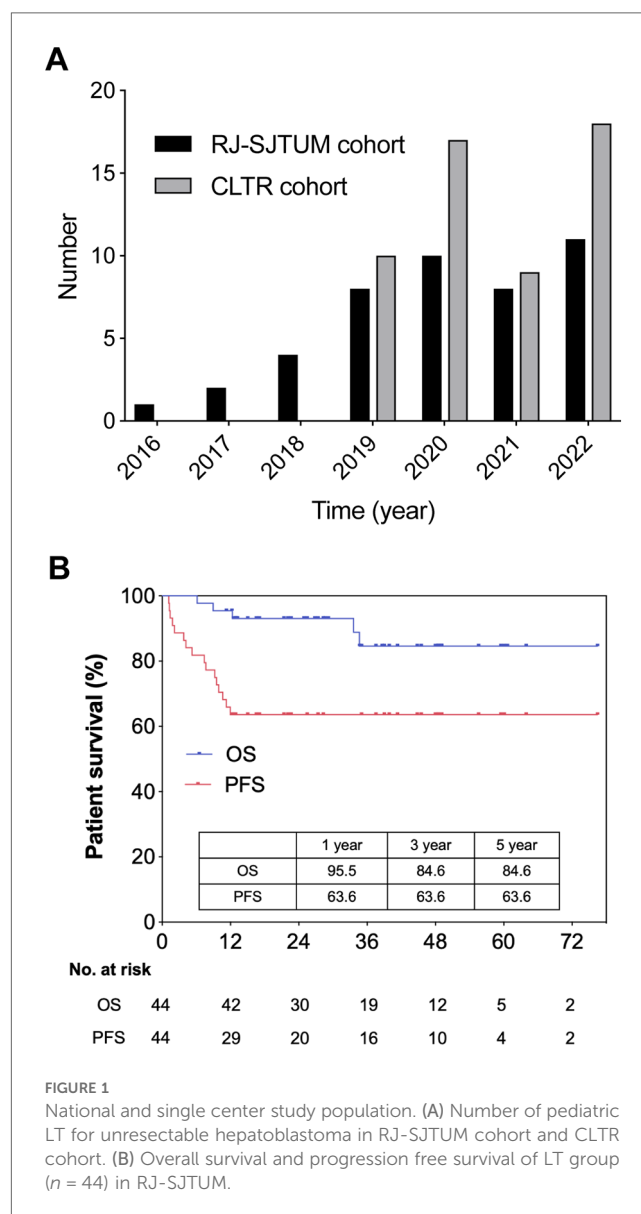 A
20
15
10
5
0
Number
RJ-SJTUM cohort
CLTR cohort
2016 2017 2018 2019 2020 2021 2022
Time (year)
B
100
80
60
40
20
0
Patient survival (%)
OS
PFS
1 year 3 year 5 year
OS 95.5 84.6 84.6
PFS 63.6 63.6 63.6
0 12 24 36 48 60 72
No. at risk
OS 44 42 30 19 12 5 2
PFS 44 29 20 16 10 4 2
FIGURE 1
National and single center study population. (A) Number of pediatric
LT for unresectable hepatoblastoma in RJ-SJTUM cohort and CLTR
cohort. (B) Overall survival and progression free survival of LT group
(n = 44) in RJ-SJTUM.